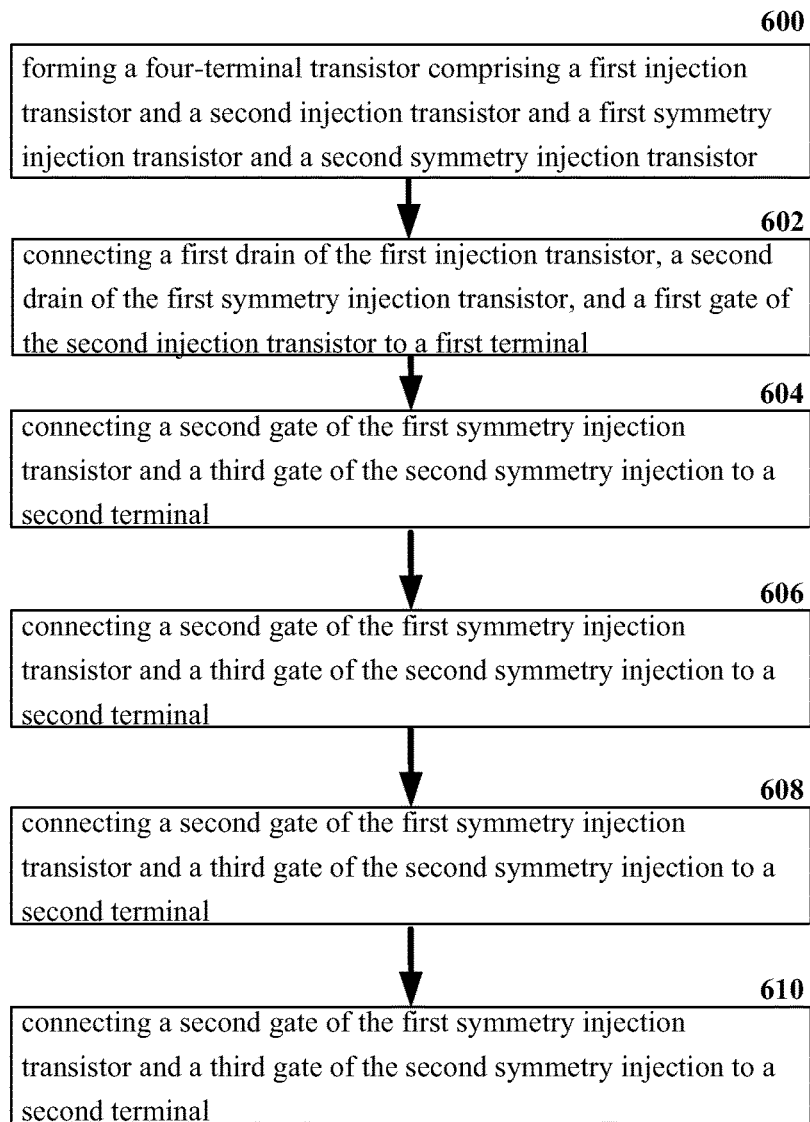 600
forming a four-terminal transistor comprising a first injection
transistor and a second injection transistor and a first symmetry
injection transistor and a second symmetry injection transistor
602
connecting a first drain of the first injection transistor, a second
drain of the first symmetry injection transistor, and a first gate of
the second injection transistor to a first terminal
604
connecting a second gate of the first symmetry injection
transistor and a third gate of the second symmetry injection to a
second terminal
606
connecting a second gate of the first symmetry injection
transistor and a third gate of the second symmetry injection to a
second terminal
608
connecting a second gate of the first symmetry injection
transistor and a third gate of the second symmetry injection to a
second terminal
610
connecting a second gate of the first symmetry injection
transistor and a third gate of the second symmetry injection to a
second terminal